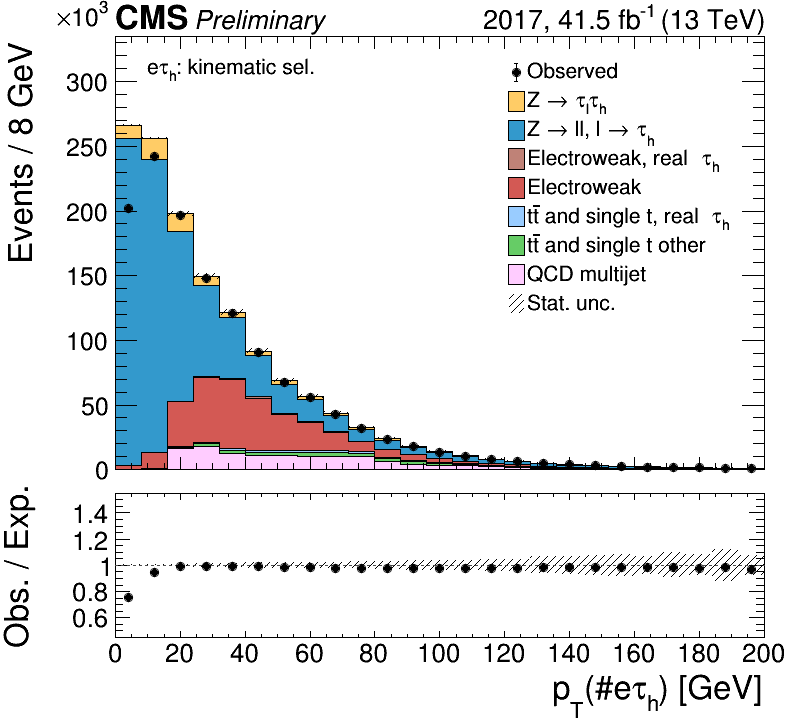 ×10³ CMS Preliminary 2017, 41.5 fb⁻¹ (13 TeV)
eτₕ: kinematic sel.
Observed
Z → τₗτₕ
Z → ll, l → τₕ
Electroweak, real τₕ
Electroweak
tt̄ and single t, real τₕ
tt̄ and single t other
QCD multijet
Stat. unc.
Events / 8 GeV
300
250
200
150
100
50
0
Obs. / Exp.
1.4
1.2
1
0.8
0.6
0 20 40 60 80 100 120 140 160 180 200
p_T(#eτₕ) [GeV]